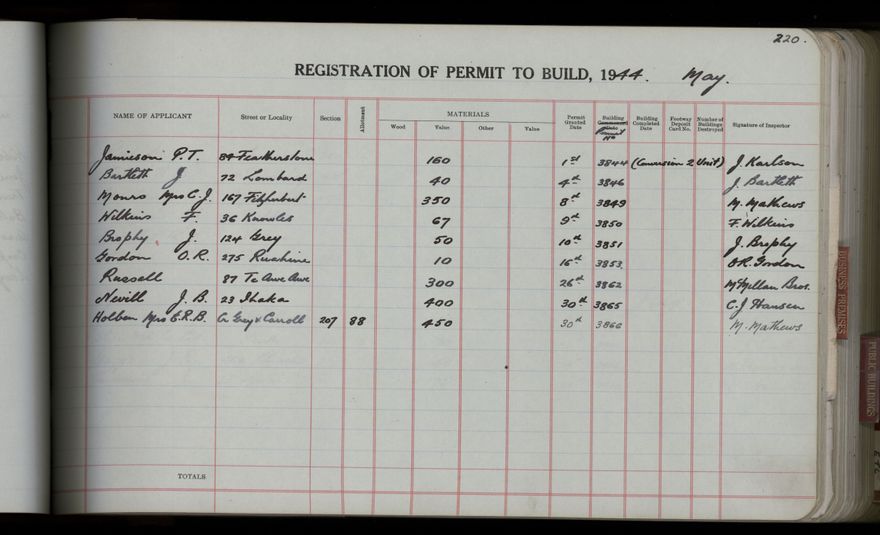 220.
REGISTRATION OF PERMIT TO BUILD, 1944. May.
NAME OF APPLICANT Street or Locality Section Allotment MATERIALS Permit Granted Date Building Permit No Building Completed Date Footway Deposit Card No. Number of Buildings Destroyed Signature of Inspector
Wood Value Other Value
Jamieson P.T. 84 Featherston 160 1st 3844 (Conversion 2 Unit) J. Karlson
Bartlett J 72 Lombard 40 4th 3846 J. Bartlett
Monro Mrs C.J. 167 Fitzherbert 350 8th 3849 M. Mathews
Wilkins F. 36 Knowles 67 9th 3850 F. Wilkins
Brophy J. 124 Grey 50 10th 3851 J. Brophy
Gordon O.R. 275 Ruahine 10 16th 3853 O.R. Gordon
Russell 87 Te Awe Awe 300 26th 3862 McMillan Bros.
Nevill J.B. 23 Ihaka 400 30th 3865 C.J. Hansen
Holben Mrs E.R.B. Cr Grey & Carroll 207 88 450 30th 3866 M. Mathews
TOTALS
BUSINESS PREMISES
PUBLIC BUILDINGS